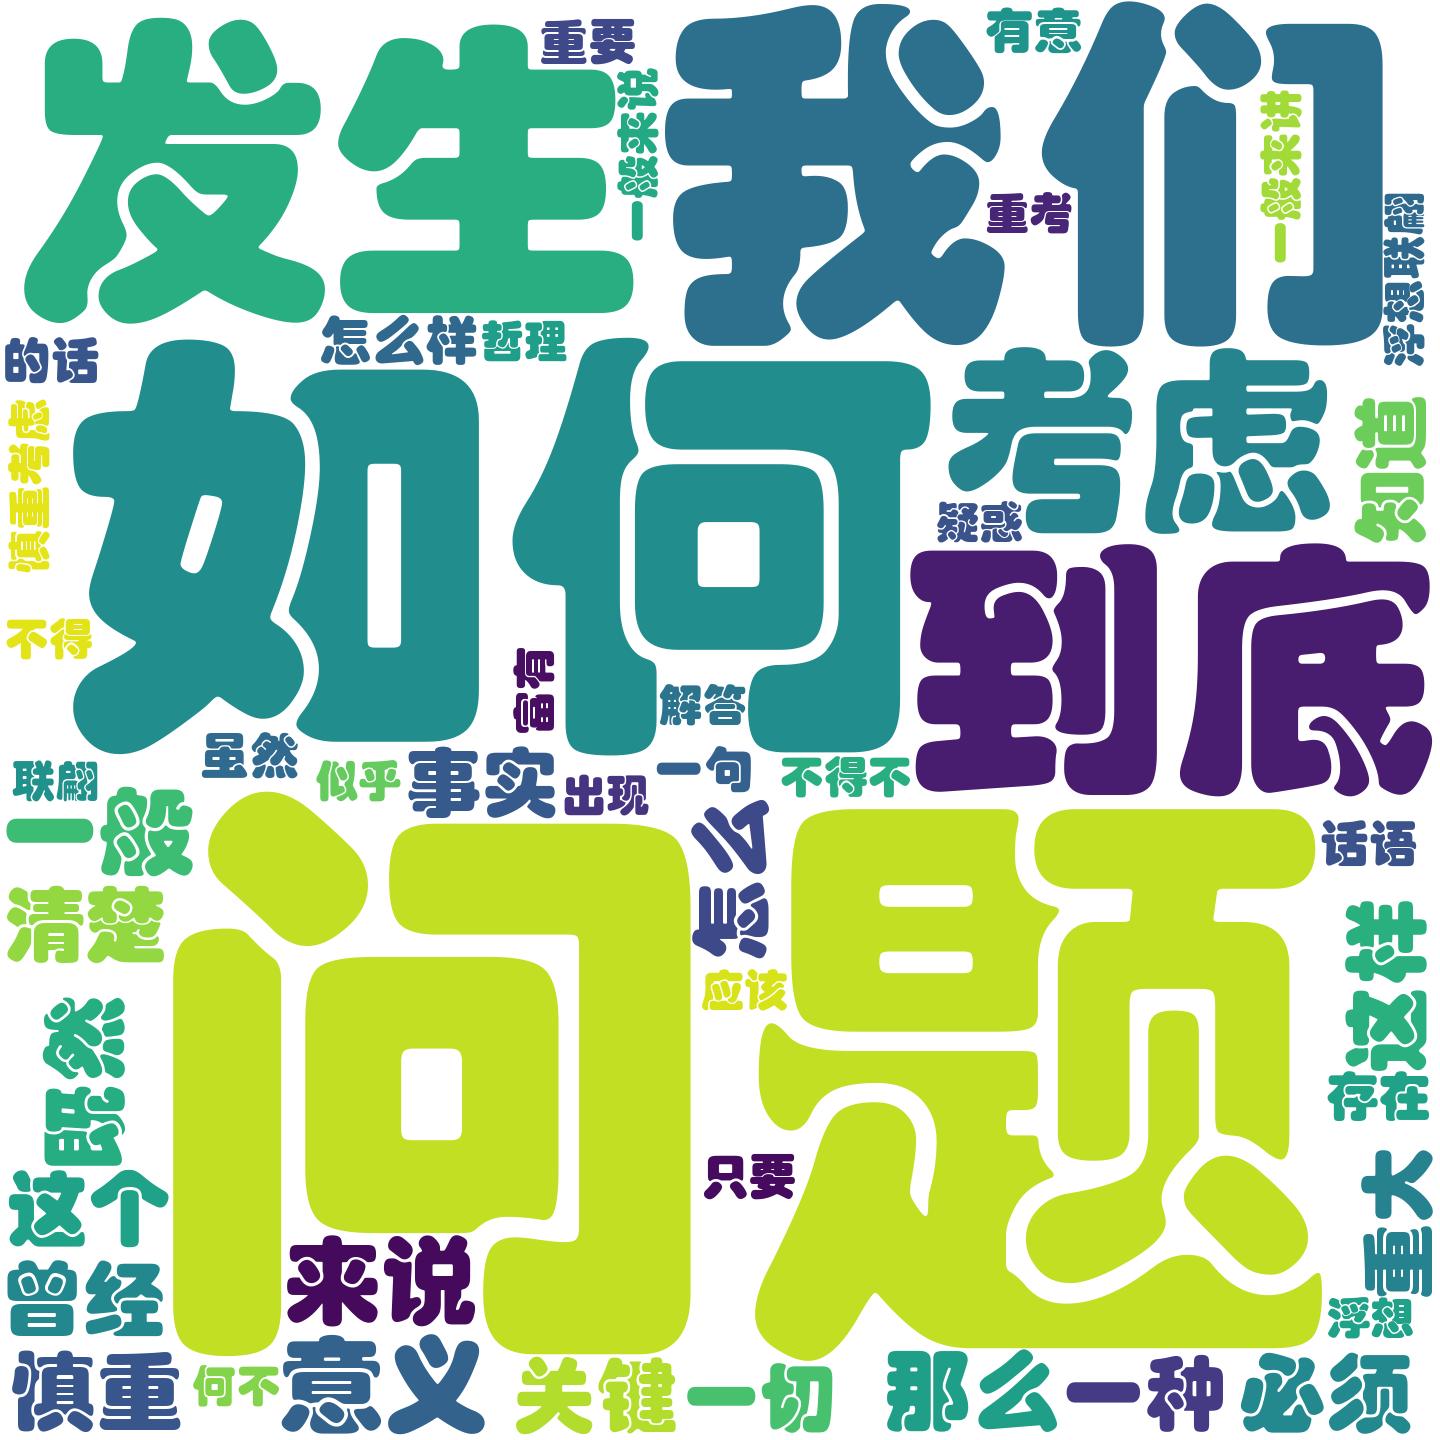 发生
重要
一般来说
我们
有意
一般来讲
重考
浮想联翩
的话
怎么样
哲理
如何
考虑
知道
慎重考虑
疑惑
到底
不得
富有
解答
虽然
联翩
似乎
事实
出现
一句
不得不
一般
问题
怎么
话语
清楚
应该
这样
既然
存在
只要
重大
这个
来说
曾经
浮想
慎重
何不
意义
关键
一切
那么
一种
必须